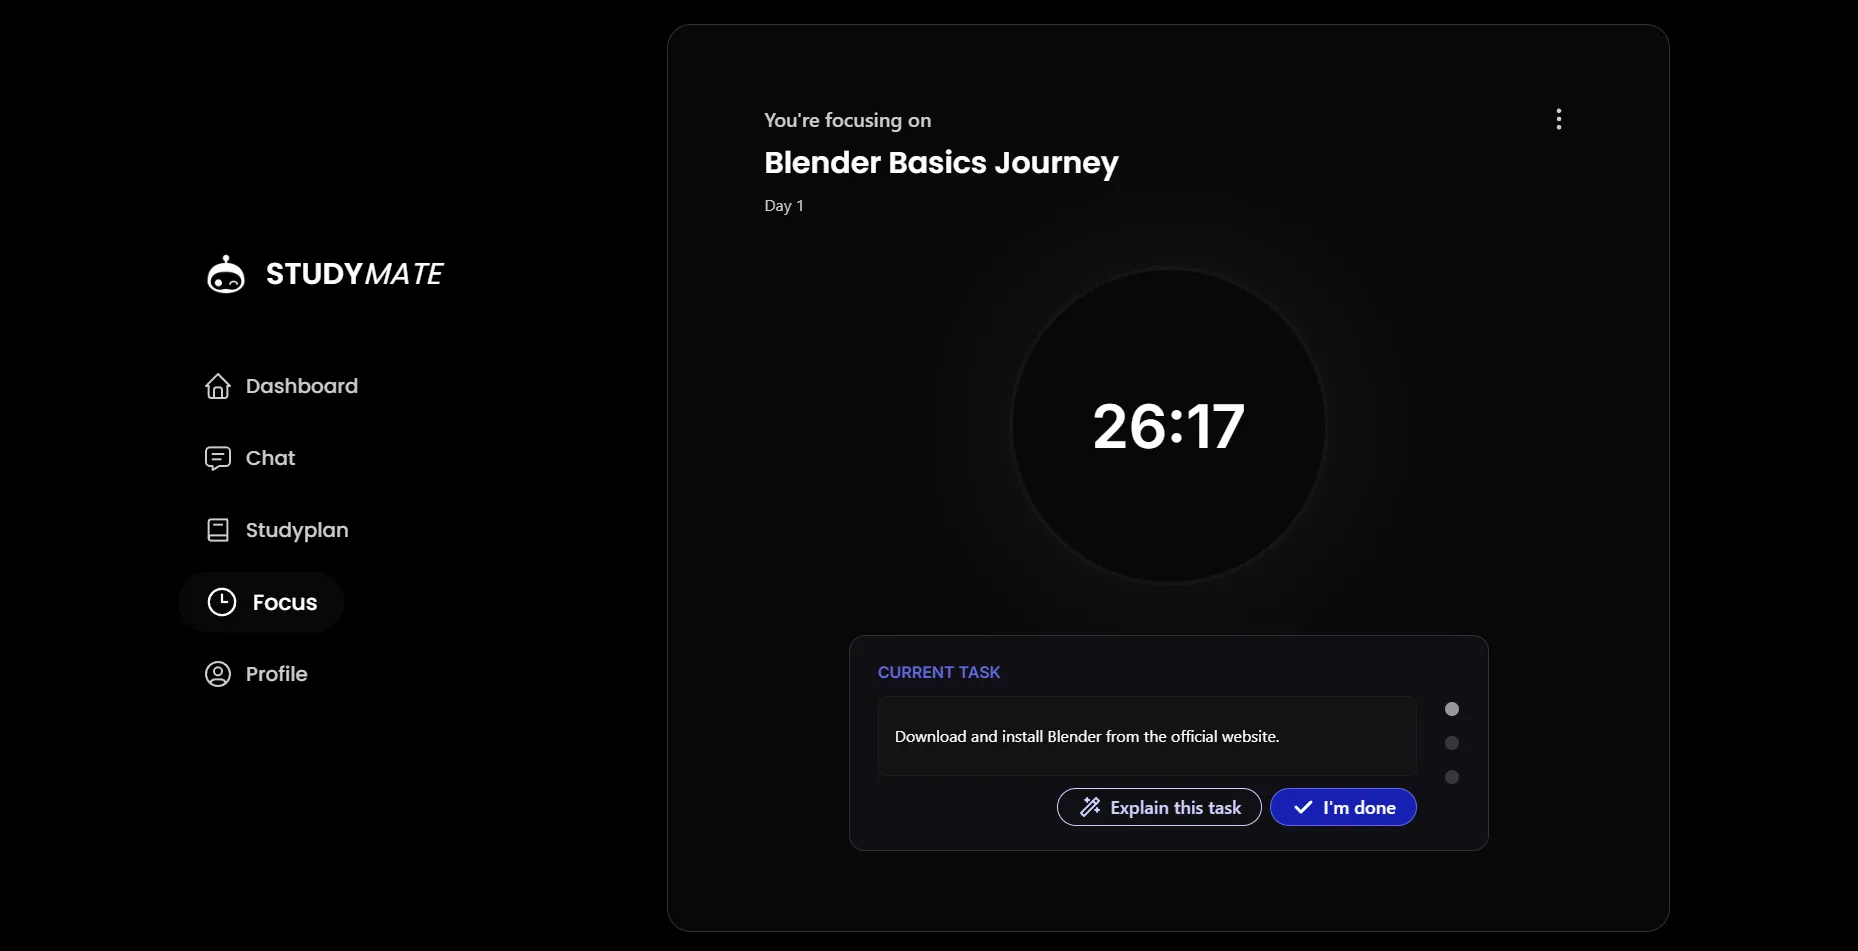 STUDYMATE
Dashboard
Chat
Studyplan
Focus
Profile
You're focusing on
Blender Basics Journey
Day 1
26:17
CURRENT TASK
Download and install Blender from the official website.
Explain this task
I'm done